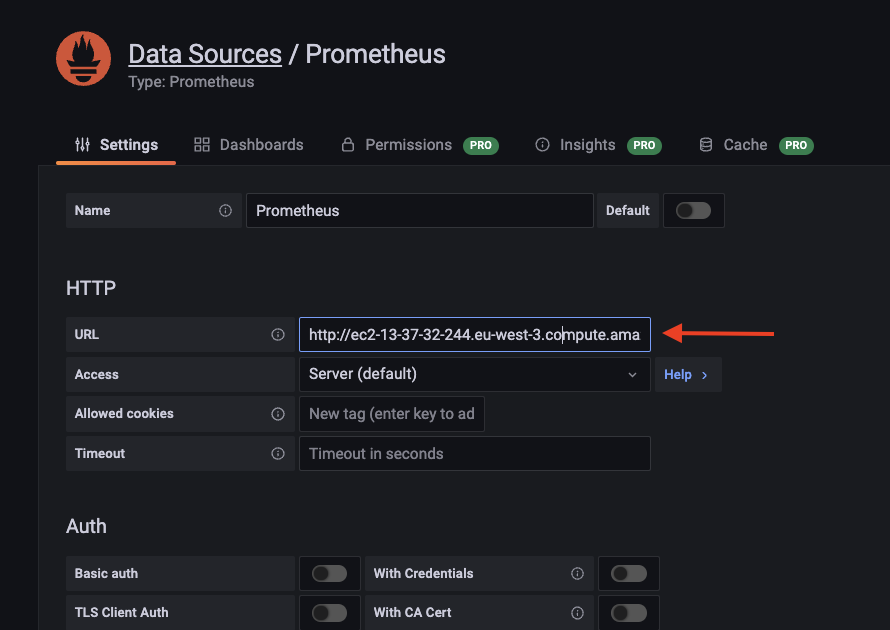 Data Sources / Prometheus
Type: Prometheus
Settings Dashboards Permissions PRO Insights PRO Cache PRO
Name Prometheus Default
HTTP
URL http://ec2-13-37-32-244.eu-west-3.compute.ama
Access Server (default) Help
Allowed cookies New tag (enter key to ad
Timeout Timeout in seconds
Auth
Basic auth With Credentials
TLS Client Auth With CA Cert